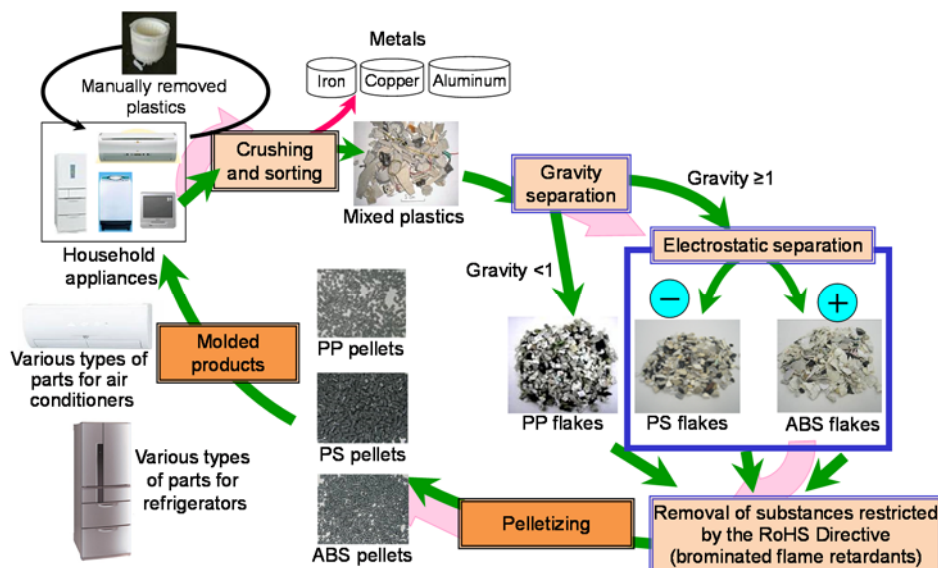 Metals
Iron
Copper
Aluminum
Manually removed
plastics
Crushing
and sorting
Mixed plastics
Gravity
separation
Gravity ≥1
Electrostatic separation
Household
appliances
Gravity <1
−
+
PP flakes
PS flakes
ABS flakes
Removal of substances restricted
by the RoHS Directive
(brominated flame retardants)
Pelletizing
PP pellets
PS pellets
ABS pellets
Molded
products
Various types of
parts for air
conditioners
Various types
of parts for
refrigerators